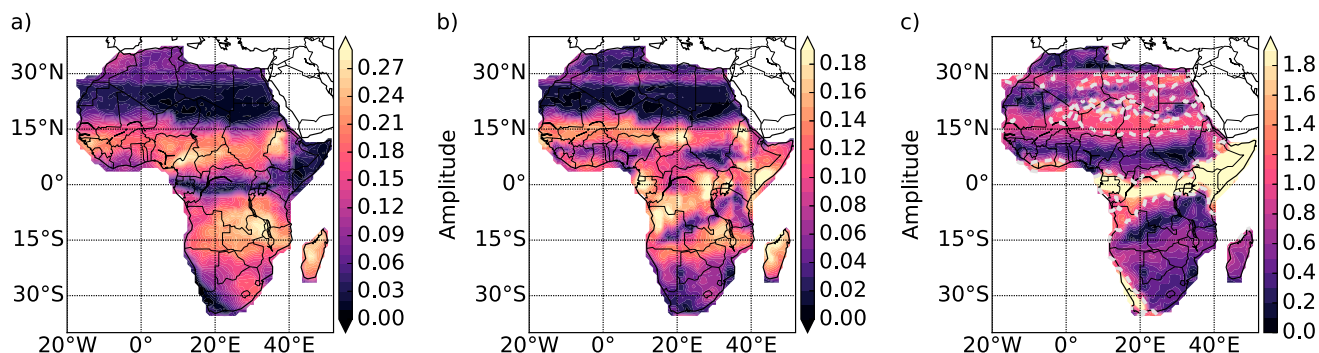 a)
30°N
15°N
0°
15°S
30°S
20°W 0° 20°E 40°E
0.27
0.24
0.21
0.18
0.15
0.12
0.09
0.06
0.03
0.00
Amplitude
b)
30°N
15°N
0°
15°S
30°S
20°W 0° 20°E 40°E
0.18
0.16
0.14
0.12
0.10
0.08
0.06
0.04
0.02
0.00
Amplitude
c)
30°N
15°N
0°
15°S
30°S
20°W 0° 20°E 40°E
1.8
1.6
1.4
1.2
1.0
0.8
0.6
0.4
0.2
0.0